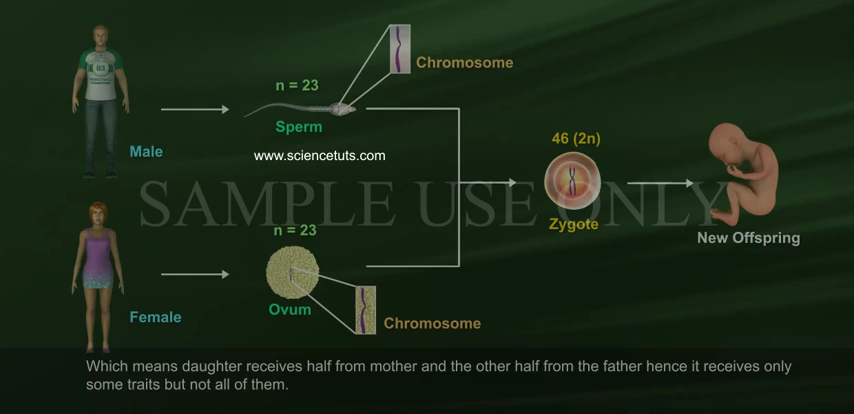 Chromosome
n = 23
Sperm
Male
www.sciencetuts.com
46 (2n)
SAMPLE USE ONLY
Zygote
n = 23
New Offspring
Ovum
Female
Chromosome
Which means daughter receives half from mother and the other half from the father hence it receives only
some traits but not all of them.